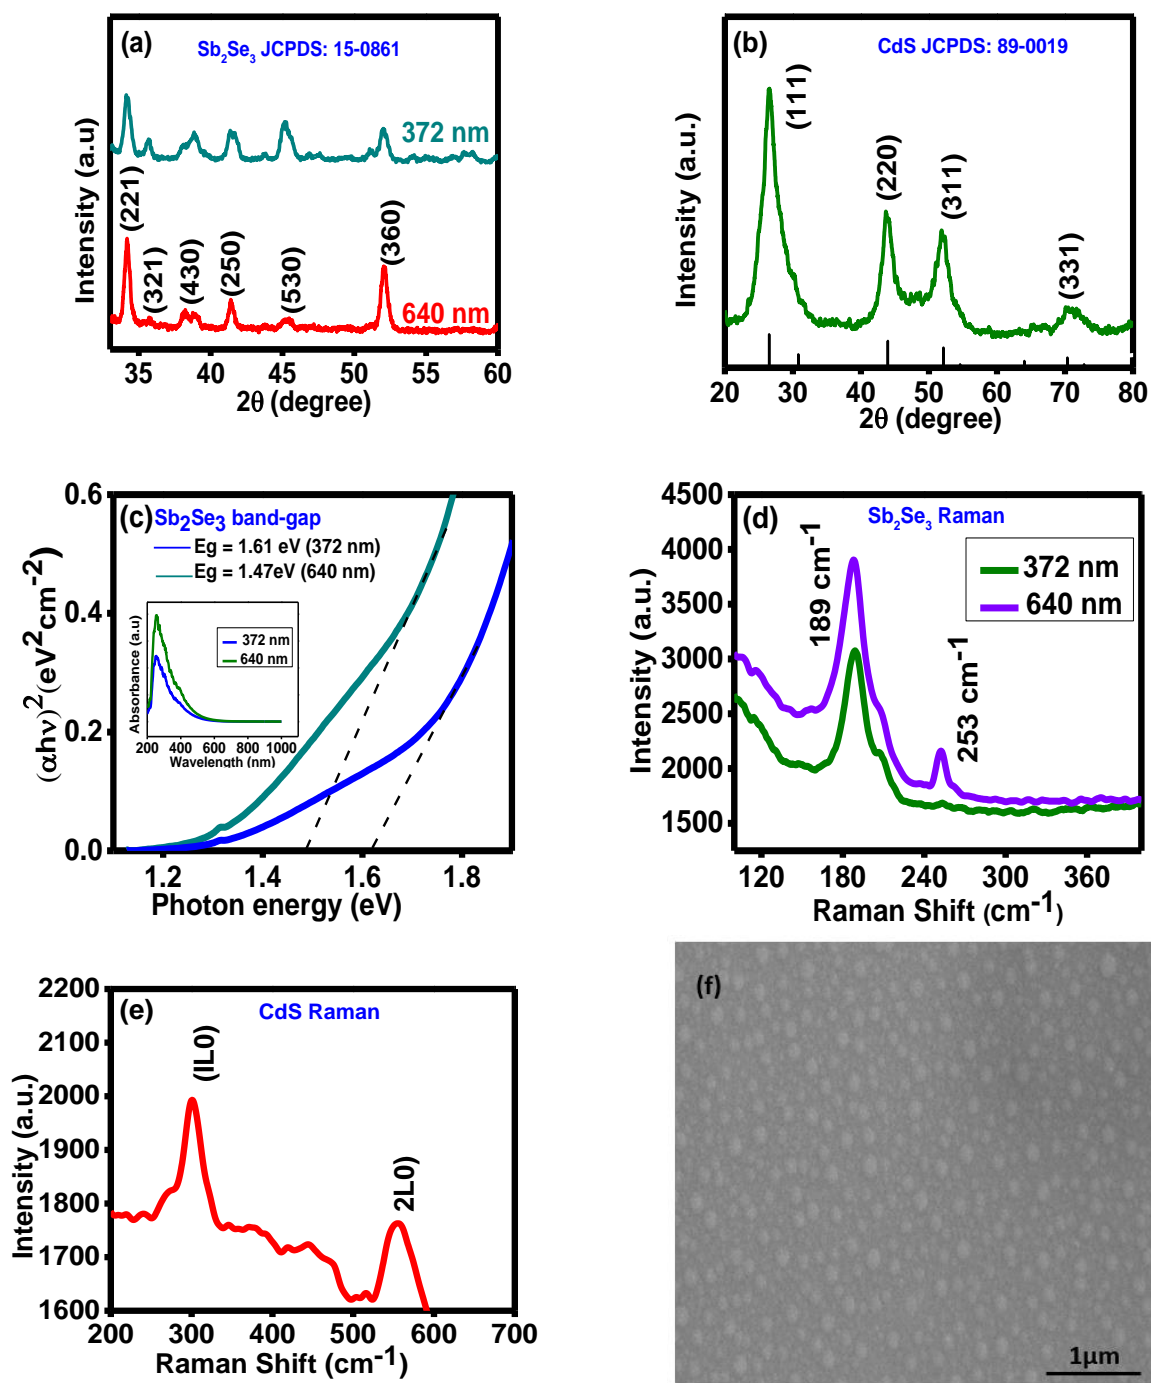 (a)
Sb2Se3 JCPDS: 15-0861
372 nm
640 nm
(221)
(321)
(430)
(250)
(530)
(360)
Intensity (a.u)
35 40 45 50 55 60
2θ (degree)
(b)
CdS JCPDS: 89-0019
(111)
(220)
(311)
(331)
Intensity (a.u.)
20 30 40 50 60 70 80
2θ (degree)
(c)
Sb2Se3 band-gap
Eg = 1.61 eV (372 nm)
Eg = 1.47eV (640 nm)
0.6
0.4
0.2
0.0
(αhν)2 (eV2cm-2)
1.2 1.4 1.6 1.8
Photon energy (eV)
Absorbance (a.u)
372 nm
640 nm
200 400 600 800 1000
Wavelength (nm)
(d)
Sb2Se3 Raman
372 nm
640 nm
189 cm-1
253 cm-1
4500
4000
3500
3000
2500
2000
1500
Intensity (a.u.)
120 180 240 300 360
Raman Shift (cm-1)
(e)
CdS Raman
(IL0)
2L0)
2200
2100
2000
1900
1800
1700
1600
Intensity (a.u.)
200 300 400 500 600 700
Raman Shift (cm-1)
(f)
1μm